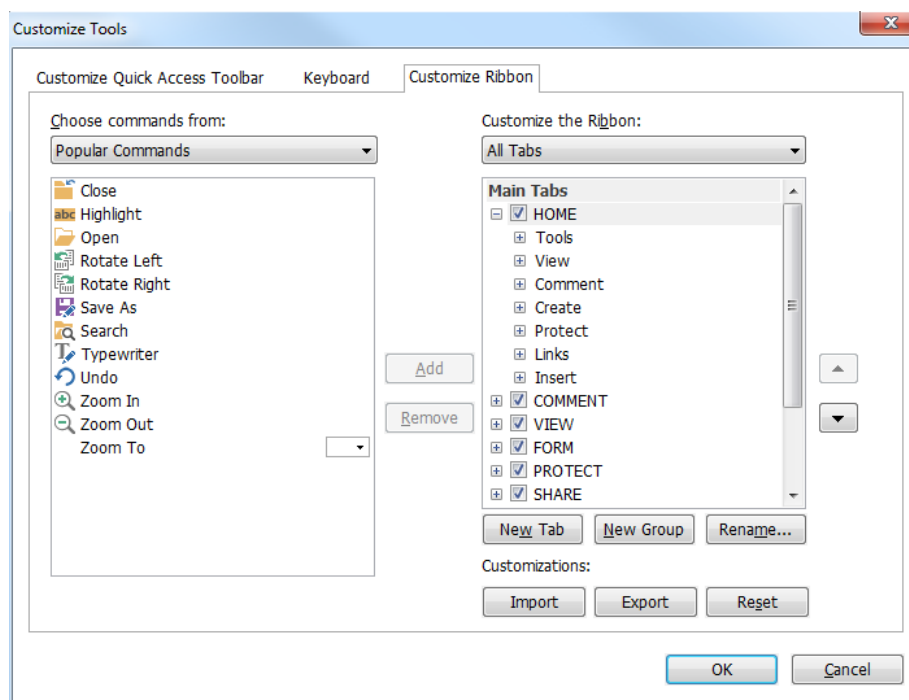 Customize Tools
Customize Quick Access Toolbar Keyboard Customize Ribbon
Choose commands from:
Popular Commands
Close
abc Highlight
Open
Rotate Left
Rotate Right
Save As
Search
Typewriter
Undo
Zoom In
Zoom Out
Zoom To
Add
Remove
Customize the Ribbon:
All Tabs
Main Tabs
HOME
Tools
View
Comment
Create
Protect
Links
Insert
COMMENT
VIEW
FORM
PROTECT
SHARE
New Tab New Group Rename...
Customizations:
Import Export Reset
OK Cancel